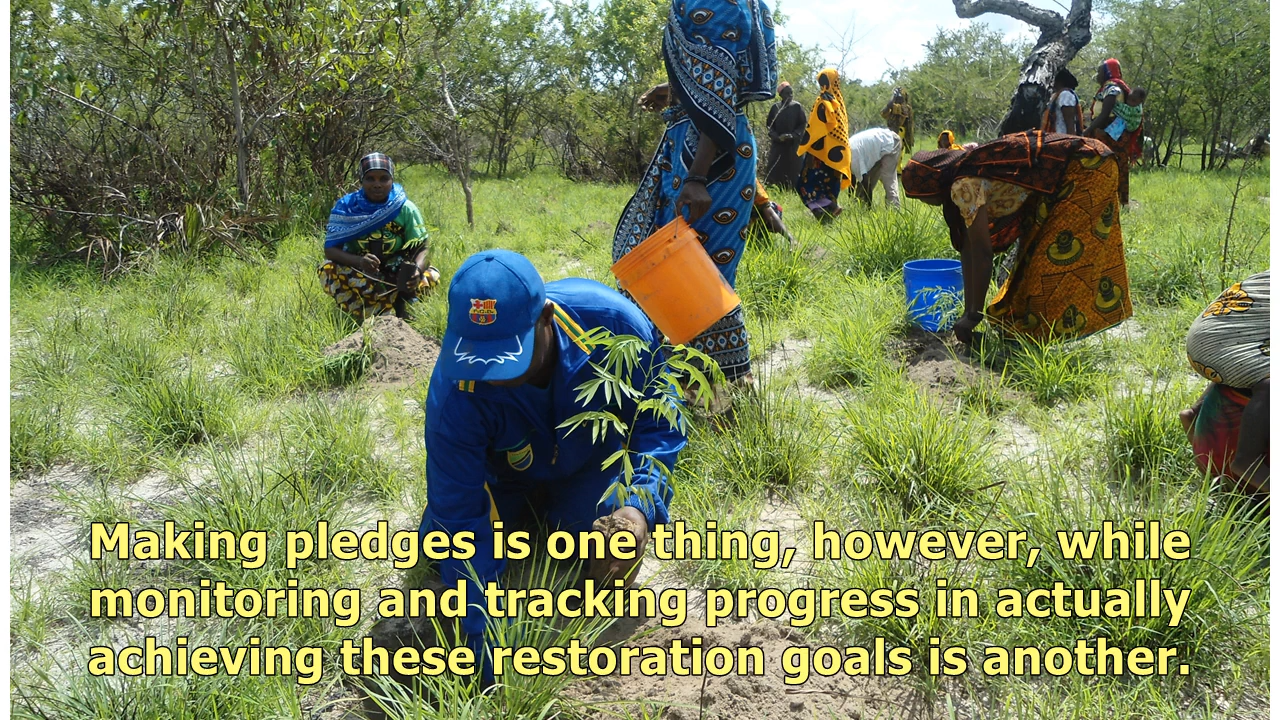 Making pledges is one thing, however, while
monitoring and tracking progress in actually
achieving these restoration goals is another.